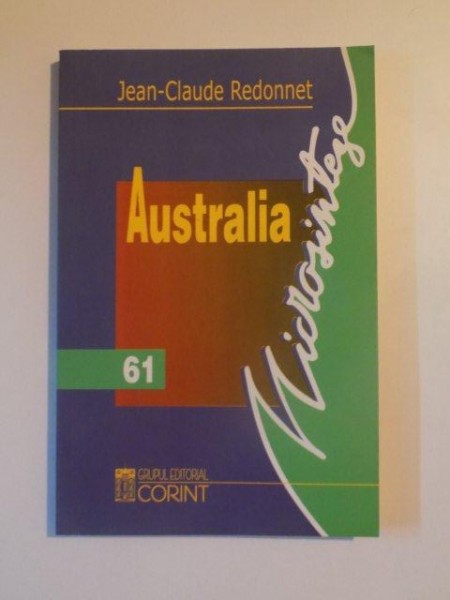 Jean-Claude Redonnet
Australia
Microsinteze
61
GRUPUL EDITORIAL
CORINT